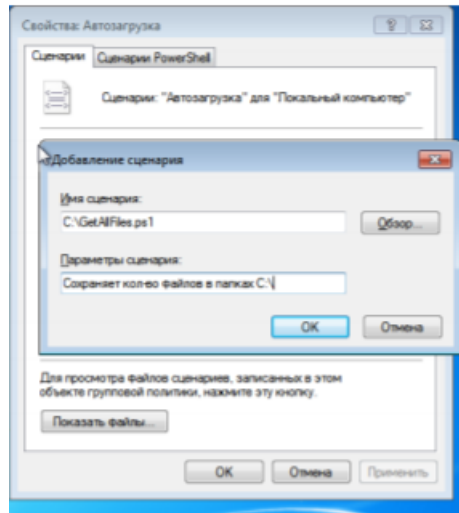 Свойства: Автозагрузка
Сценарии
Сценарии PowerShell
Сценарии: "Автозагрузка" для "Локальный компьютер"
Добавление сценария
Имя сценария:
C:\GetAllFiles.ps1
Обзор...
Параметры сценария:
Сохраняет кол-во файлов в папках C:\
OK
Отмена
Для просмотра файлов сценариев, записанных в этом
объекте групповой политики, нажмите эту кнопку.
Показать файлы...
OK
Отмена
Применить